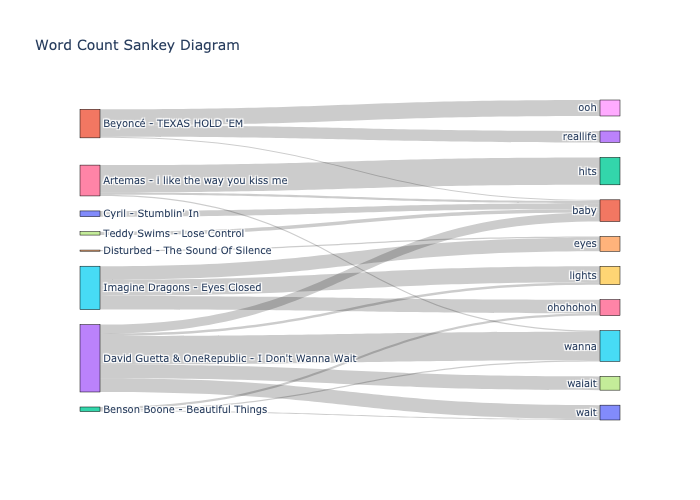 Word Count Sankey Diagram
Beyoncé - TEXAS HOLD 'EM
Artemas - i like the way you kiss me
Cyril - Stumblin' In
Teddy Swims - Lose Control
Disturbed - The Sound Of Silence
Imagine Dragons - Eyes Closed
David Guetta & OneRepublic - I Don't Wanna Wait
Benson Boone - Beautiful Things
ooh
reallife
hits
baby
eyes
lights
ohohohoh
wanna
waiait
wait